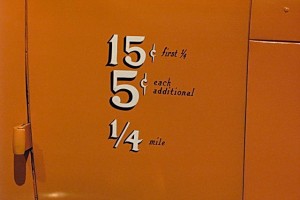 15¢ first ¼
5¢ each
additional
1/4 mile